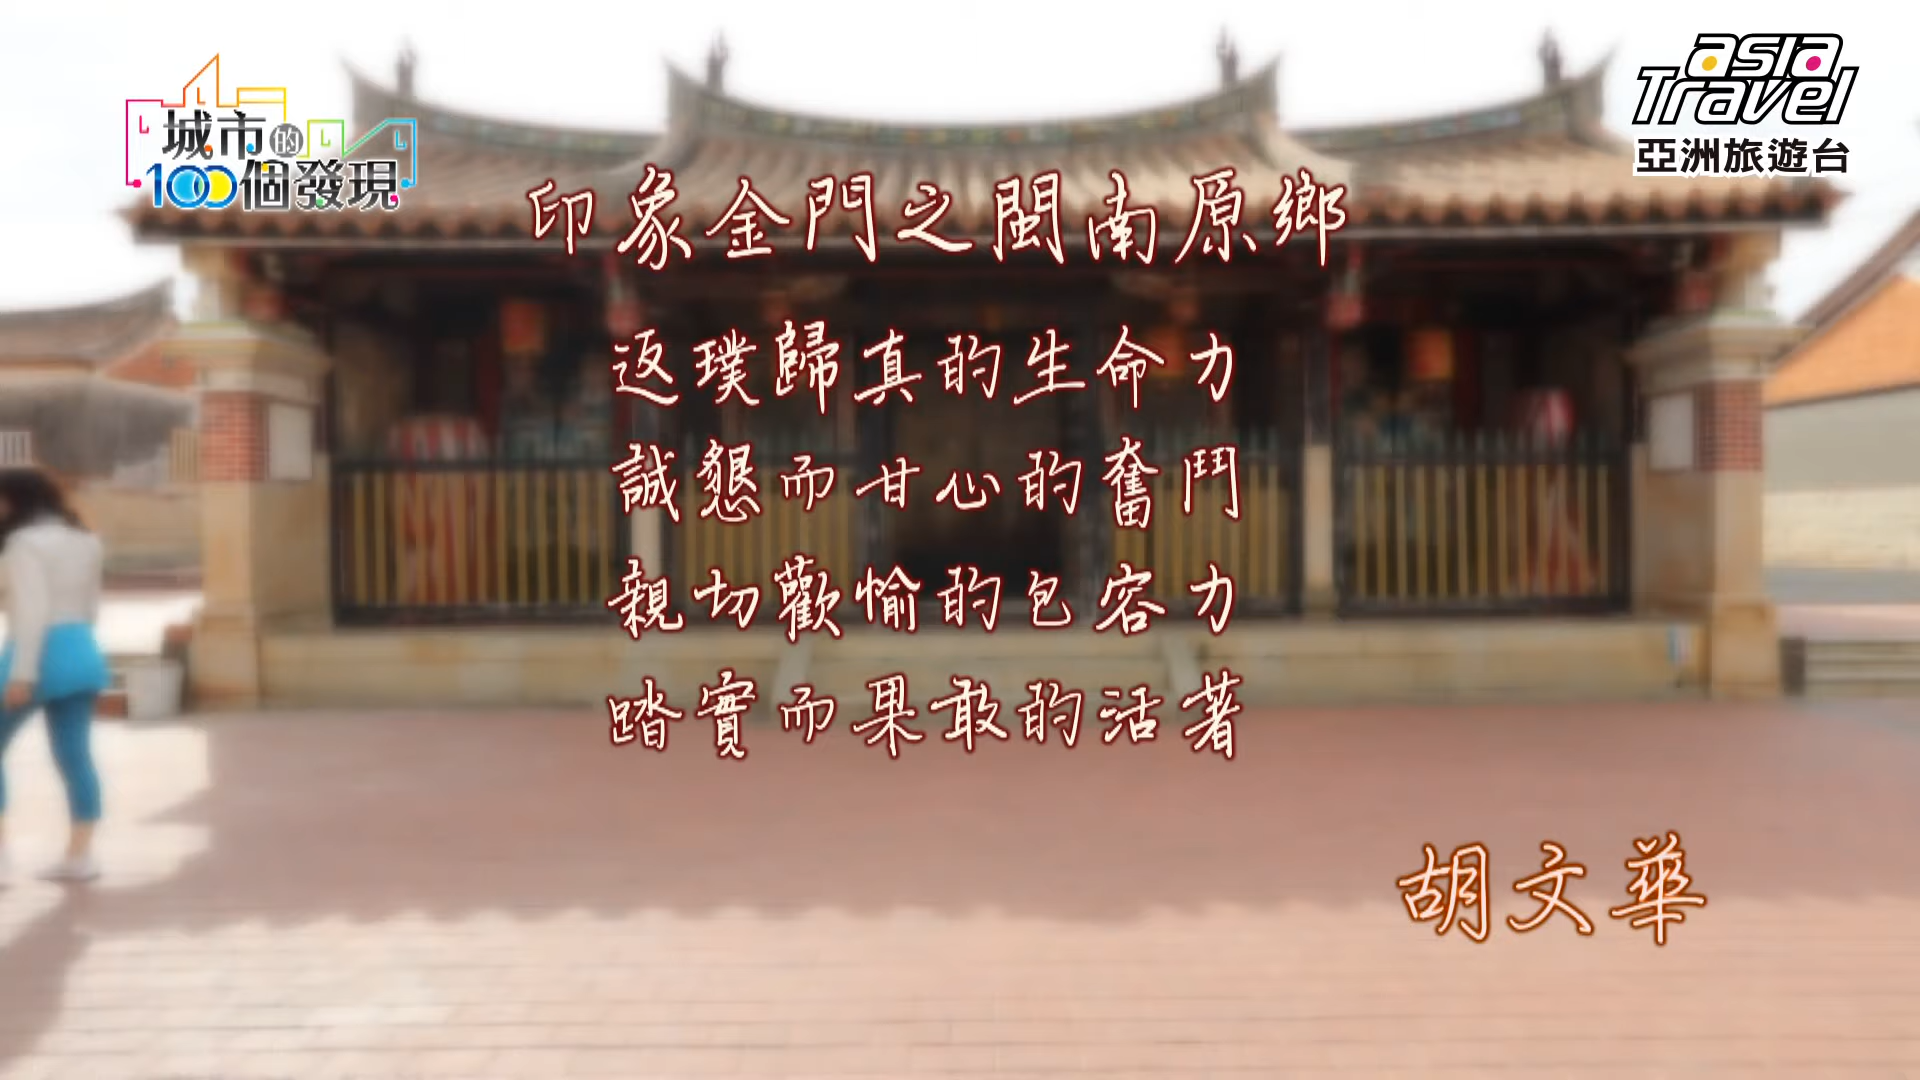 城市的
100個發現
asia
Travel
亞洲旅遊台
印象金門之閩南原鄉
返璞歸真的生命力
誠懇而甘心的奮鬥
親切歡愉的包容力
踏實而果敢的活著
胡文華